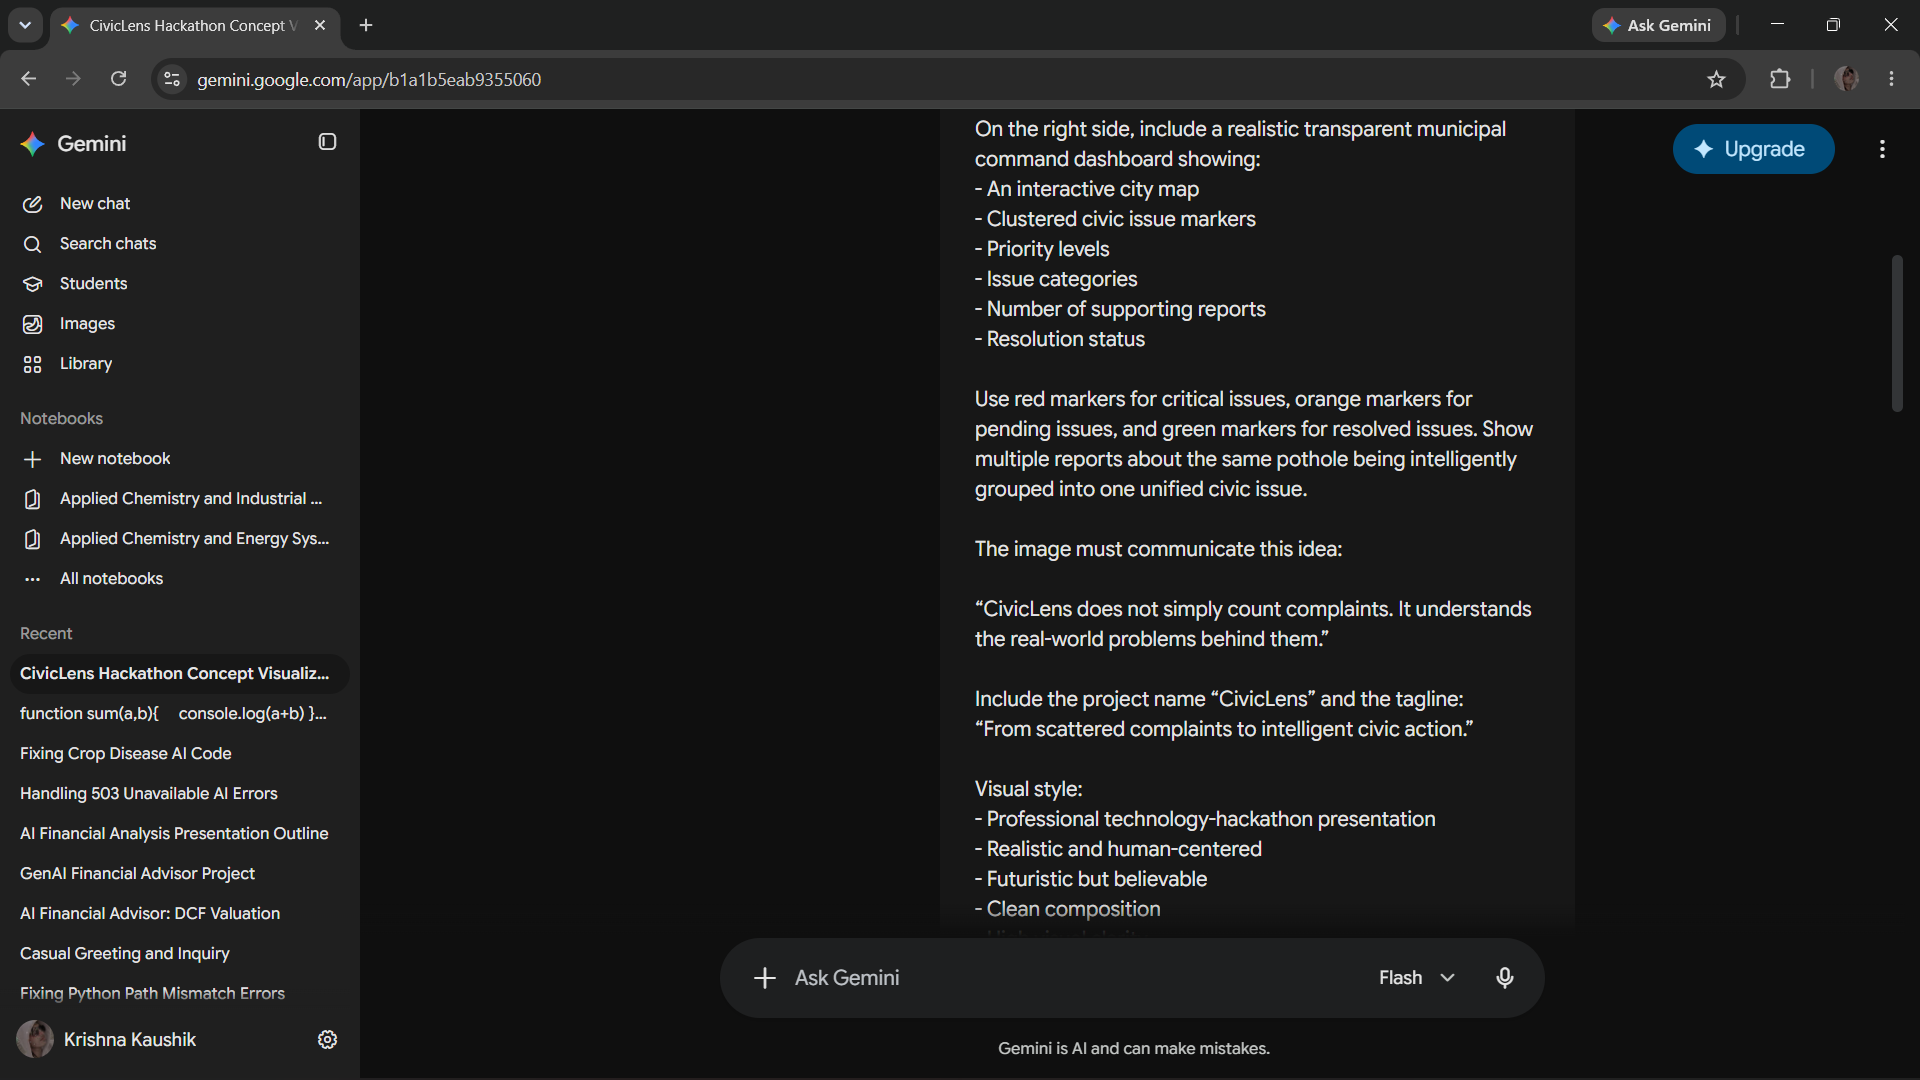 CivicLens Hackathon Concept V
Ask Gemini
gemini.google.com/app/b1a1b5eab9355060
Gemini
New chat
Search chats
Students
Images
Library
Notebooks
New notebook
Applied Chemistry and Industrial ...
Applied Chemistry and Energy Sys...
All notebooks
Recent
CivicLens Hackathon Concept Visualiz...
function sum(a,b){ console.log(a+b) }...
Fixing Crop Disease AI Code
Handling 503 Unavailable AI Errors
AI Financial Analysis Presentation Outline
GenAI Financial Advisor Project
AI Financial Advisor: DCF Valuation
Casual Greeting and Inquiry
Fixing Python Path Mismatch Errors
Krishna Kaushik
Upgrade
On the right side, include a realistic transparent municipal
command dashboard showing:
- An interactive city map
- Clustered civic issue markers
- Priority levels
- Issue categories
- Number of supporting reports
- Resolution status
Use red markers for critical issues, orange markers for
pending issues, and green markers for resolved issues. Show
multiple reports about the same pothole being intelligently
grouped into one unified civic issue.
The image must communicate this idea:
“CivicLens does not simply count complaints. It understands
the real-world problems behind them.”
Include the project name “CivicLens” and the tagline:
“From scattered complaints to intelligent civic action.”
Visual style:
- Professional technology-hackathon presentation
- Realistic and human-centered
- Futuristic but believable
- Clean composition
Ask Gemini
Flash
Gemini is AI and can make mistakes.